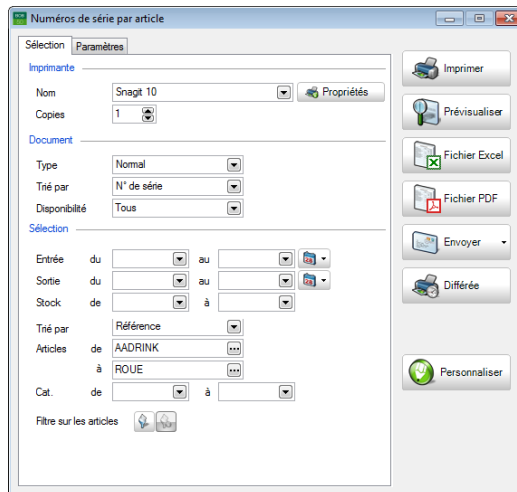 Numéros de série par article
Sélection Paramètres
Imprimante
Nom Snagit 10 Propriétés
Copies 1
Document
Type Normal
Trié par N° de série
Disponibilité Tous
Sélection
Entrée du au
Sortie du au
Stock de à
Trié par Référence
Articles de AADRINK ...
à ROUE ...
Cat. de à
Filtre sur les articles
Imprimer
Prévisualiser
Fichier Excel
Fichier PDF
Envoyer
Différée
Personnaliser